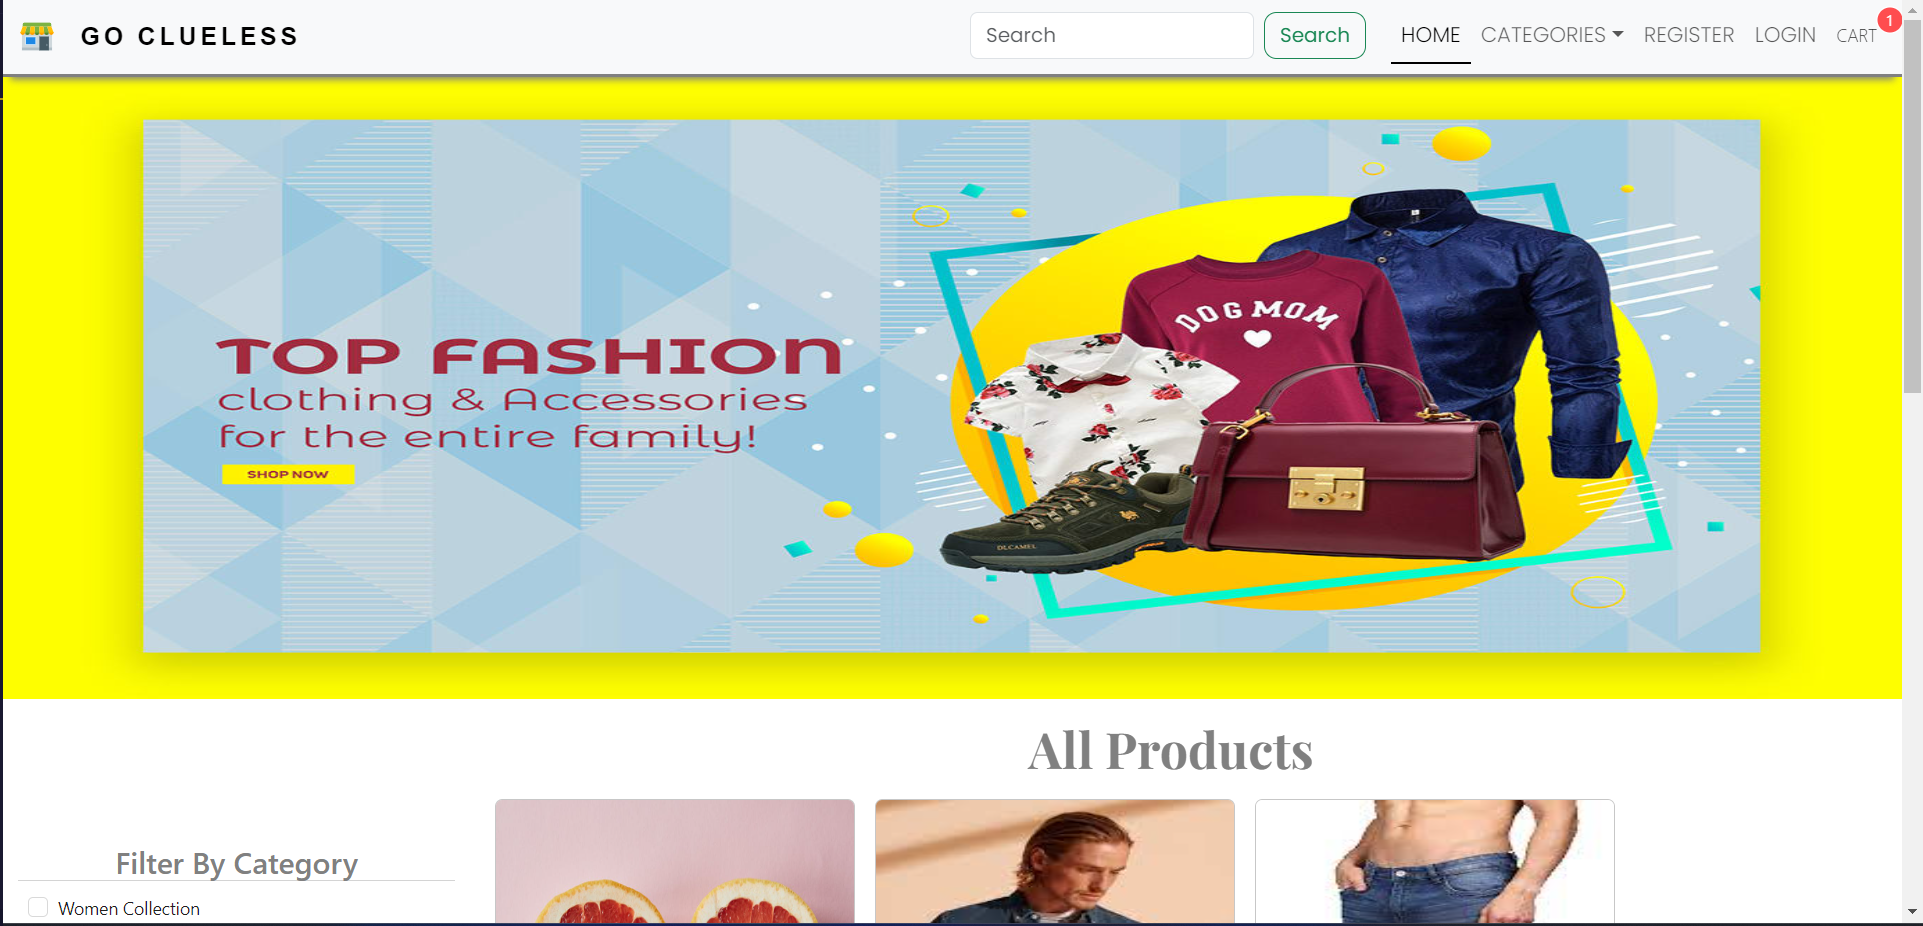 GO CLUELESS
Search
Search
HOME
CATEGORIES
REGISTER
LOGIN
CART
1
DOG MOM
TOP FASHION
clothing & Accessories
for the entire family!
SHOP NOW
DLCAMEL
All Products
Filter By Category
Women Collection